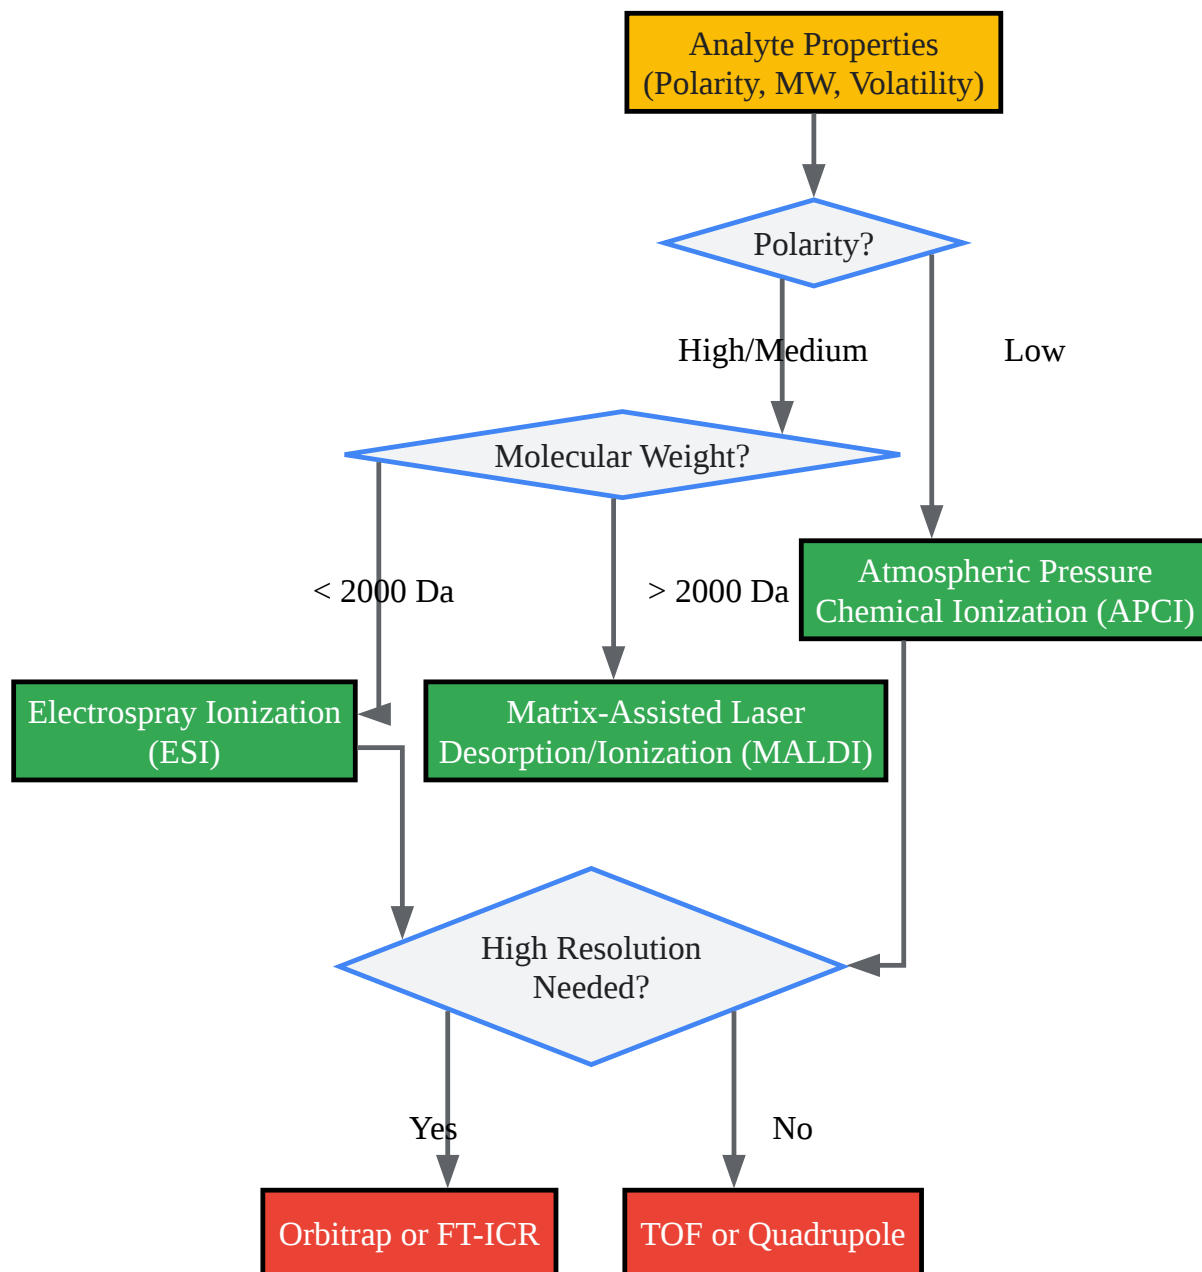 Analyte Properties
(Polarity, MW, Volatility)
Polarity?
High/Medium
Low
Molecular Weight?
< 2000 Da
> 2000 Da
Atmospheric Pressure
Chemical Ionization (APCI)
Electrospray Ionization
(ESI)
Matrix-Assisted Laser
Desorption/Ionization (MALDI)
High Resolution
Needed?
Yes
No
Orbitrap or FT-ICR
TOF or Quadrupole